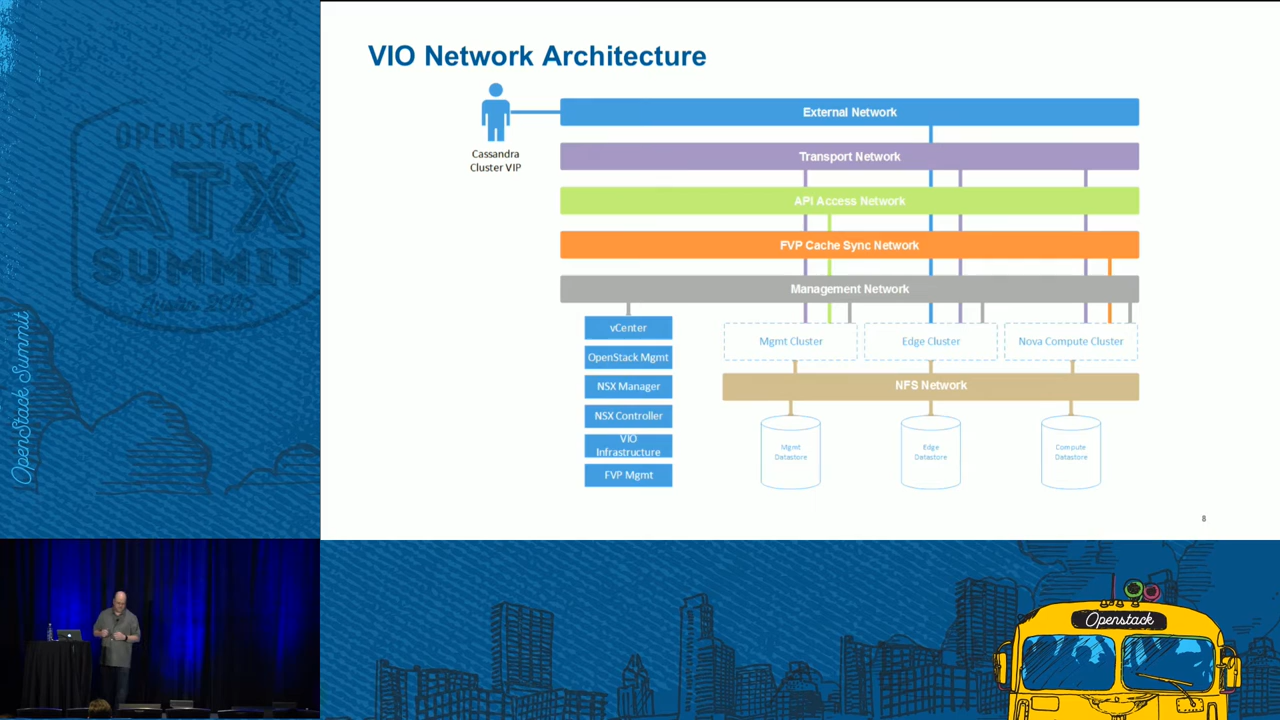 VIO Network Architecture
External Network
Cassandra
Cluster VIP
Transport Network
API Access Network
FVP Cache Sync Network
Management Network
vCenter
OpenStack Mgmt
NSX Manager
NSX Controller
VIO
Infrastructure
FVP Mgmt
Mgmt Cluster
Edge Cluster
Nova Compute Cluster
NFS Network
Mgmt
Datastore
Edge
Datastore
Compute
Datastore
8
OPENSTACK
ATX
SUMMIT
OpenStack Summit
Openstack